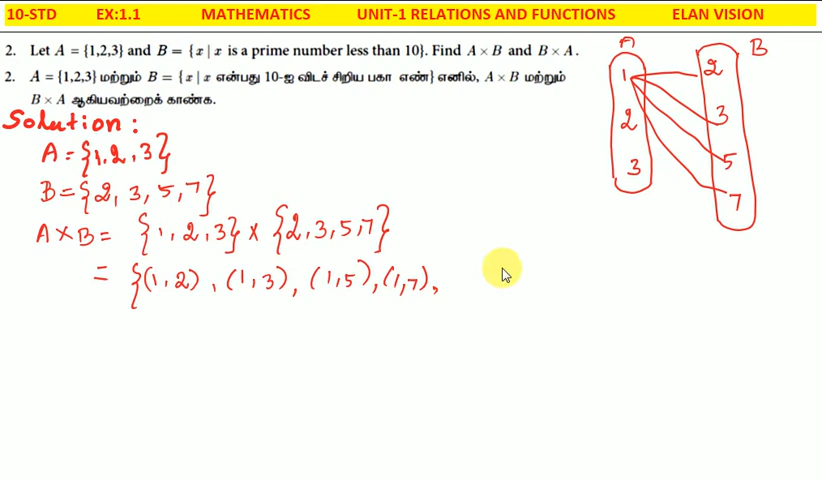 10-STD EX:1.1 MATHEMATICS UNIT-1 RELATIONS AND FUNCTIONS ELAN VISION
2. Let A = {1,2,3} and B = {x | x is a prime number less than 10}. Find A × B and B × A.
2. A = {1,2,3} மற்றும் B = {x | x என்பது 10-ஐ விடச் சிறிய பகா எண்} எனில், A × B மற்றும்
B × A ஆகியவற்றைக் காண்க.
Solution :
A = {1, 2, 3}
B = {2, 3, 5, 7}
A × B = {1, 2, 3} × {2, 3, 5, 7}
= {(1, 2), (1, 3), (1, 5), (1, 7),
A
1
2
3
B
2
3
5
7